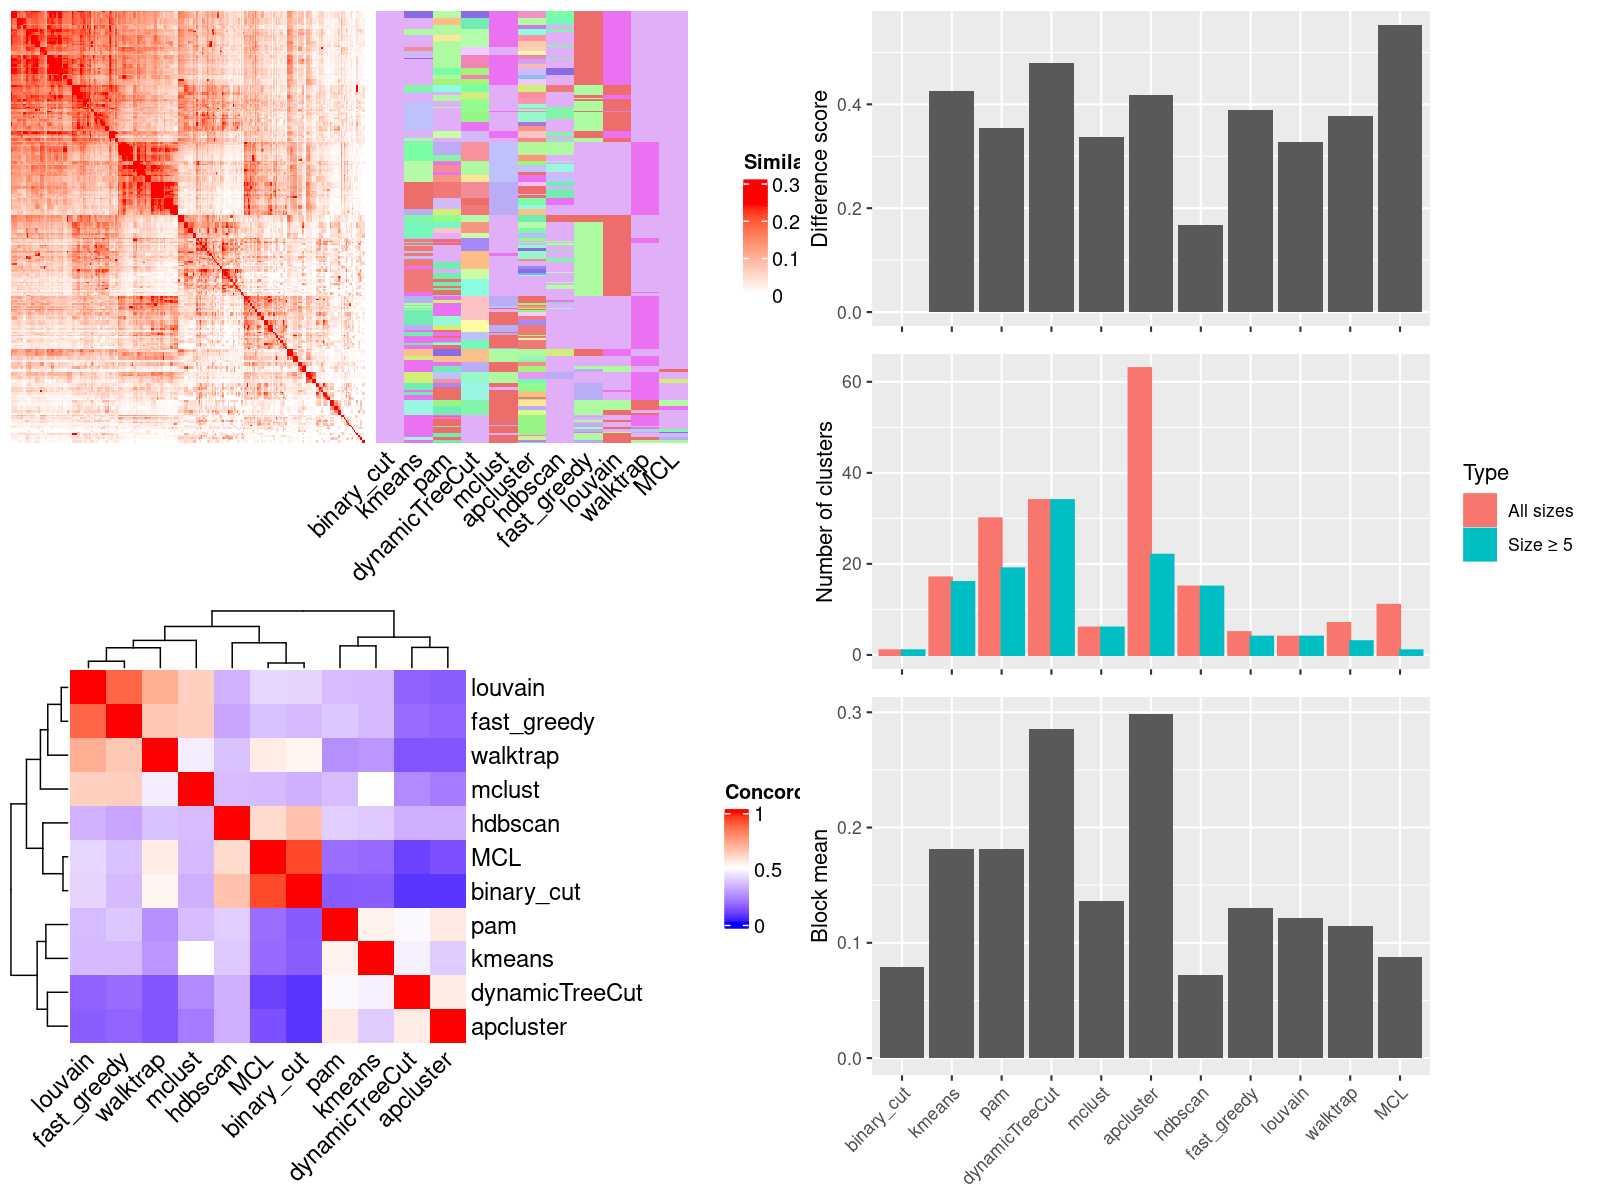 Simila
0.3
0.2
0.1
0
binary_cut
kmeans
pam
dynamicTreeCut
mclust
apcluster
hdbscan
fast_greedy
louvain
walktrap
MCL
louvain
fast_greedy
walktrap
mclust
hdbscan
MCL
binary_cut
pam
kmeans
dynamicTreeCut
apcluster
louvain
fast_greedy
walktrap
mclust
hdbscan
MCL
binary_cut
pam
kmeans
dynamicTreeCut
apcluster
Concord
1
0.5
0
Difference score
0.4
0.2
0.0
Number of clusters
60
40
20
0
Type
All sizes
Size ≥ 5
Block mean
0.3
0.2
0.1
0.0
binary_cut
kmeans
pam
dynamicTreeCut
mclust
apcluster
hdbscan
fast_greedy
louvain
walktrap
MCL